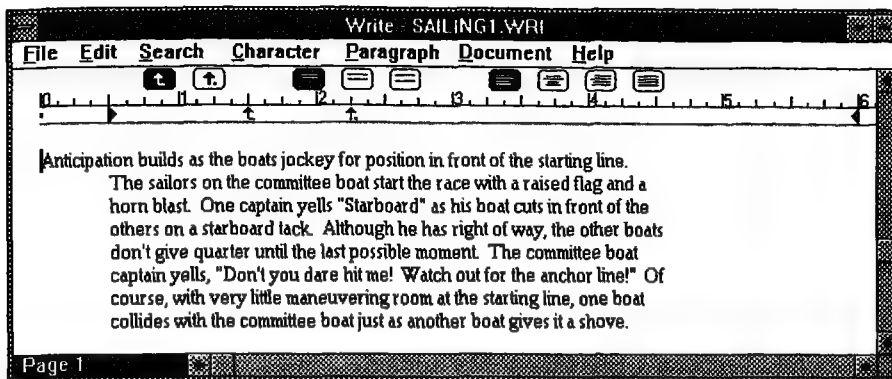 Write - SAILING1.WRI
File Edit Search Character Paragraph Document Help
0 1 2 3 4 5 6
Anticipation builds as the boats jockey for position in front of the starting line.
The sailors on the committee boat start the race with a raised flag and a
horn blast. One captain yells "Starboard" as his boat cuts in front of the
others on a starboard tack. Although he has right of way, the other boats
don't give quarter until the last possible moment. The committee boat
captain yells, "Don't you dare hit me! Watch out for the anchor line!" Of
course, with very little maneuvering room at the starting line, one boat
collides with the committee boat just as another boat gives it a shove.
Page 1